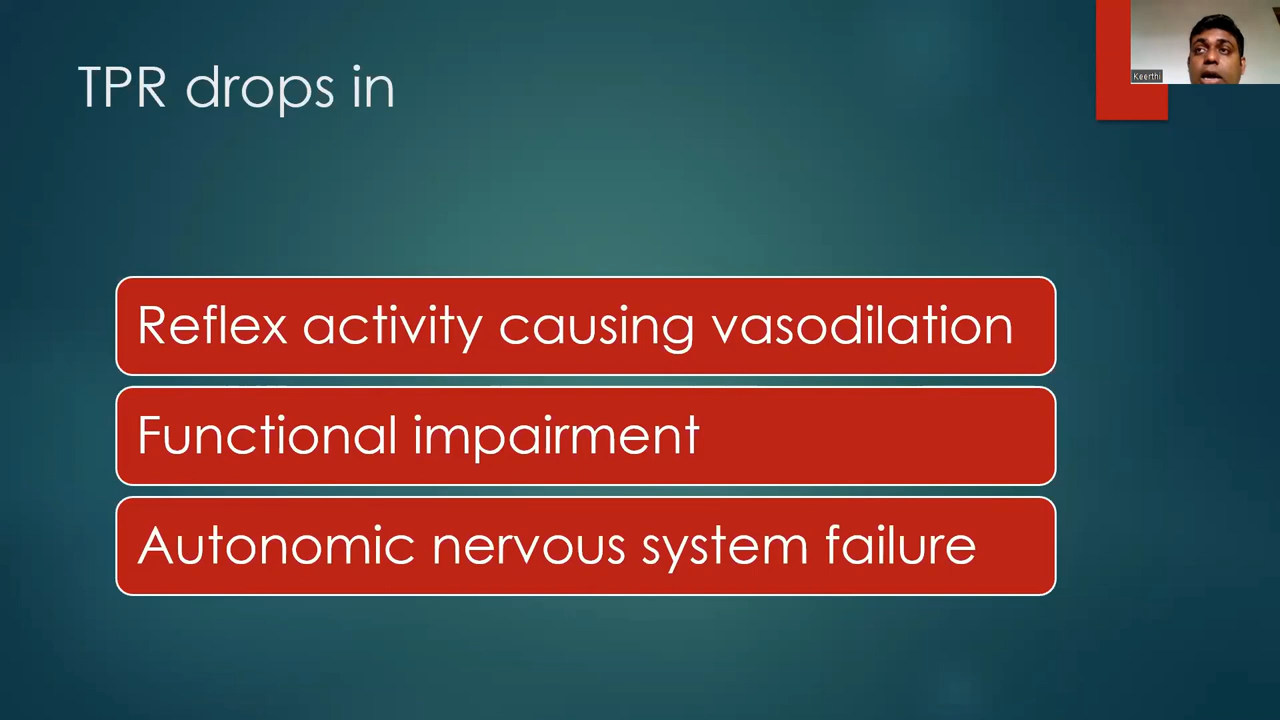 TPR drops in
Keerthi
Reflex activity causing vasodilation
Functional impairment
Autonomic nervous system failure